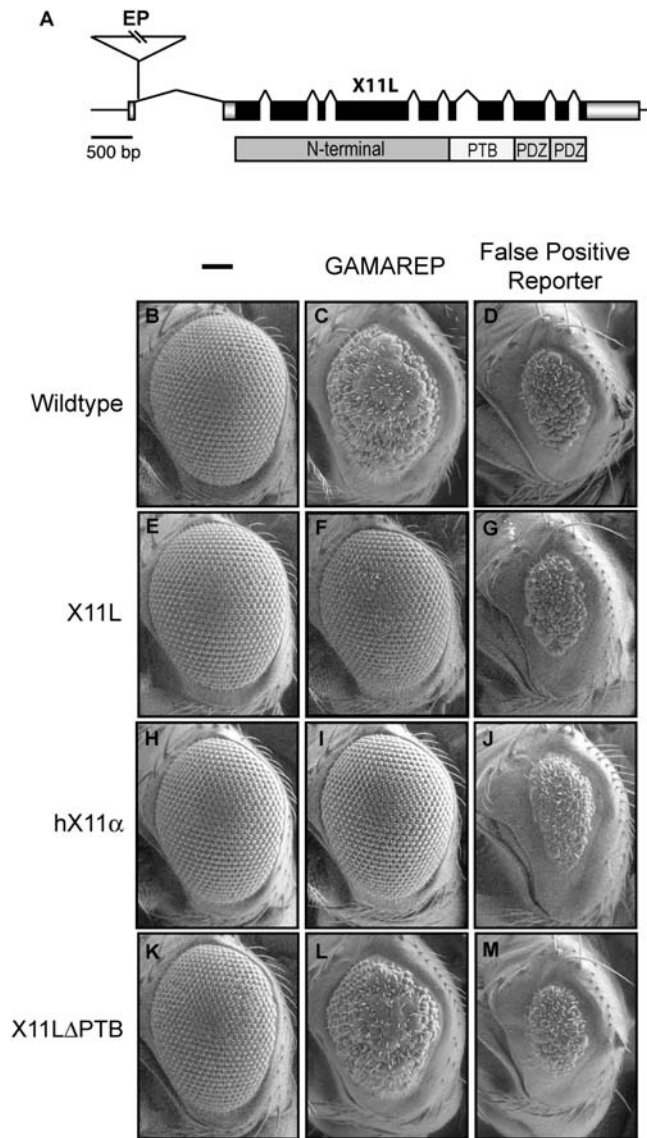 A
EP
X11L
500 bp
N-terminal PTB PDZ PDZ
— GAMAREP False Positive
Reporter
Wildtype
B C D
X11L
E F G
hX11α
H I J
X11LΔPTB
K L M